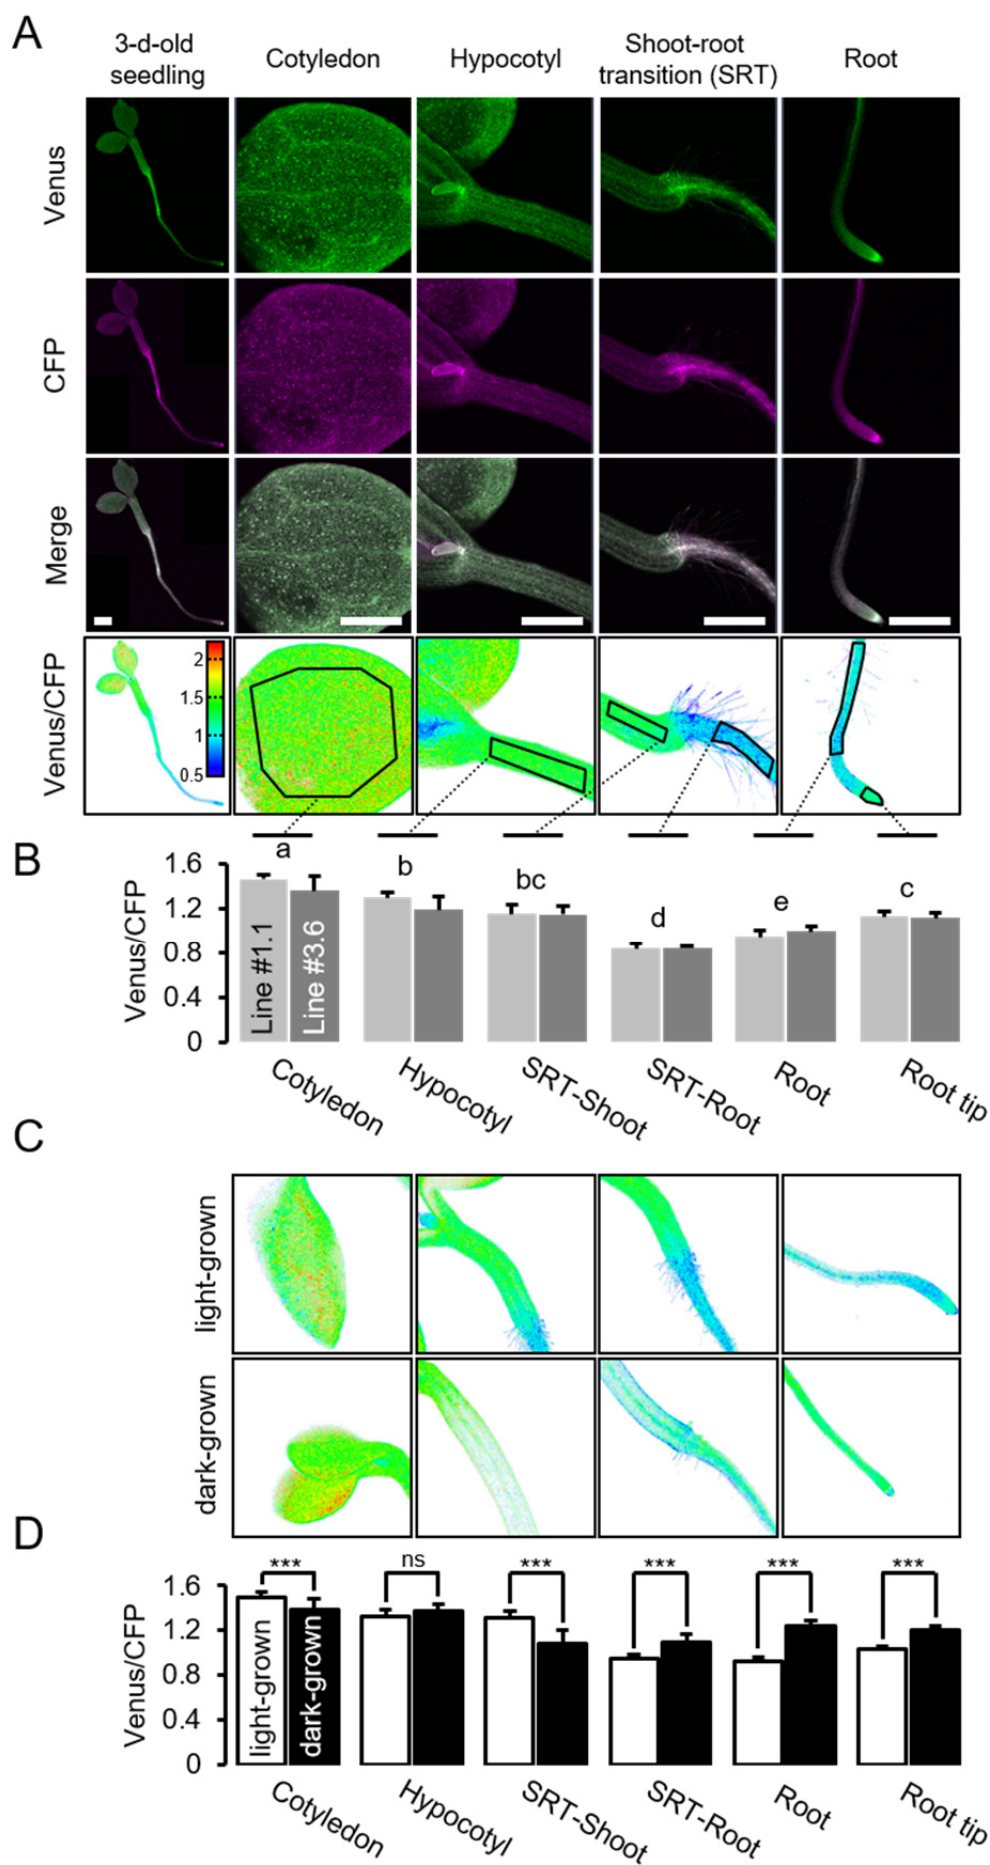 A
3-d-old
seedling
Cotyledon
Hypocotyl
Shoot-root
transition (SRT)
Root
Venus
CFP
Merge
Venus/CFP
2
1.5
1
0.5
B
a
b
bc
d
e
c
Venus/CFP
1.6
1.2
0.8
0.4
0
Line #1.1
Line #3.6
Cotyledon
Hypocotyl
SRT-Shoot
SRT-Root
Root
Root tip
C
light-grown
dark-grown
D
***
ns
***
***
***
***
Venus/CFP
1.6
1.2
0.8
0.4
0
light-grown
dark-grown
Cotyledon
Hypocotyl
SRT-Shoot
SRT-Root
Root
Root tip